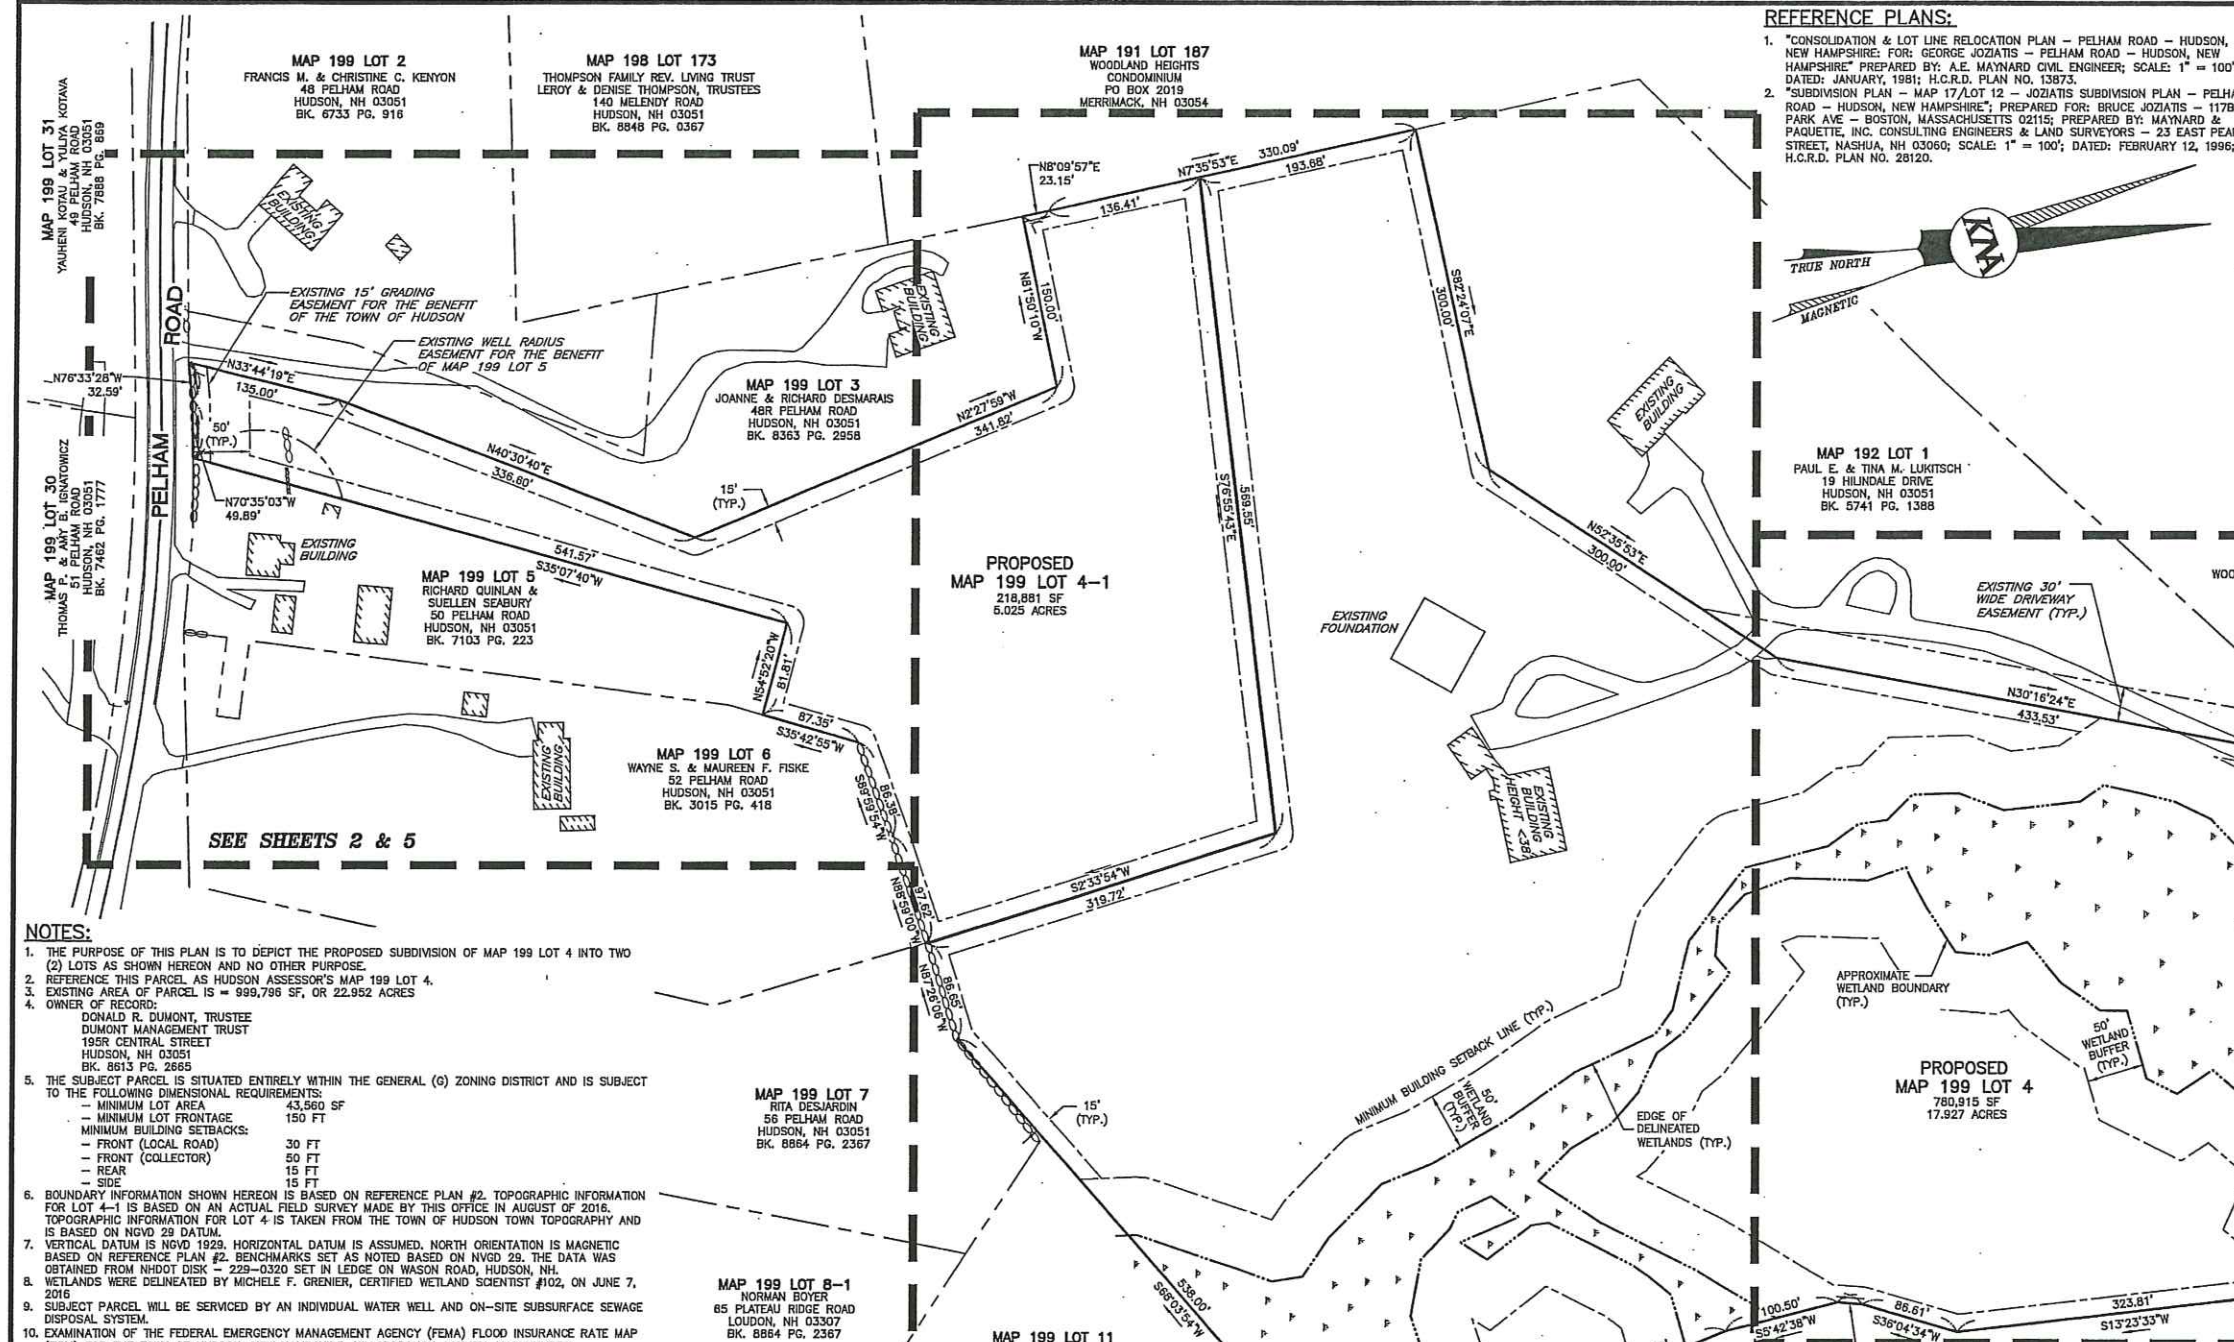 MAP 199 LOT 2
FRANCIS M. & CHRISTINE C. KENYON
48 PELHAM ROAD
HUDSON, NH 03051
BK. 6733 PG. 916
MAP 198 LOT 173
THOMPSON FAMILY REV. LIVING TRUST
LEROY & DENISE THOMPSON, TRUSTEES
140 MELENDY ROAD
HUDSON, NH 03051
BK. 8848 PG. 0367
MAP 191 LOT 187
WOODLAND HEIGHTS
CONDOMINIUM
PO BOX 2019
MERRIMACK, NH 03054
REFERENCE PLANS:
1. "CONSOLIDATION & LOT LINE RELOCATION PLAN – PELHAM ROAD – HUDSON,
NEW HAMPSHIRE: FOR: GEORGE JOZIATIS – PELHAM ROAD – HUDSON, NEW
HAMPSHIRE" PREPARED BY: A.E. MAYNARD CIVIL ENGINEER; SCALE: 1" = 100'
DATED: JANUARY, 1981; H.C.R.D. PLAN NO. 13873.
2. "SUBDIVISION PLAN – MAP 17/LOT 12 – JOZIATIS SUBDIVISION PLAN – PELHA
ROAD – HUDSON, NEW HAMPSHIRE"; PREPARED FOR: BRUCE JOZIATIS – 117B
PARK AVE – BOSTON, MASSACHUSETTS 02115; PREPARED BY: MAYNARD &
PAQUETTE, INC. CONSULTING ENGINEERS & LAND SURVEYORS – 23 EAST PEA
STREET, NASHUA, NH 03060; SCALE: 1" = 100'; DATED: FEBRUARY 12, 1996;
H.C.R.D. PLAN NO. 28120.
MAP 199 LOT 31
YAUHENI KOTAU & YULIYA KOTAVA
49 PELHAM ROAD
HUDSON, NH 03051
BK. 7888 PG. 869
EXISTING
BUILDING
N8°09'57"E
23.15'
N7°35'53"E
330.09'
136.41'
193.68'
KNA
TRUE NORTH
MAGNETIC
EXISTING 15' GRADING
EASEMENT FOR THE BENEFIT
OF THE TOWN OF HUDSON
EXISTING WELL RADIUS
EASEMENT FOR THE BENEFIT
OF MAP 199 LOT 5
EXISTING
BUILDING
N81°50'10"W
150.00'
S82°24'07"E
300.00'
PELHAM ROAD
N76°33'28"W
32.59'
N33°44'19"E
135.00'
50'
(TYP.)
MAP 199 LOT 3
JOANNE & RICHARD DESMARAIS
48R PELHAM ROAD
HUDSON, NH 03051
BK. 8363 PG. 2958
N2°27'59"W
341.82'
EXISTING
BUILDING
N40°30'40"E
336.80'
15'
(TYP.)
S76°55'43"E
569.55'
MAP 192 LOT 1
PAUL E. & TINA M. LUKITSCH
19 HILINDALE DRIVE
HUDSON, NH 03051
BK. 5741 PG. 1388
MAP 199 LOT 30
THOMAS P. & AMY B. IGNATOWICZ
51 PELHAM ROAD
HUDSON, NH 03051
BK. 7462 PG. 1777
N70°35'03"W
49.89'
EXISTING
BUILDING
541.57'
S35°07'40"W
MAP 199 LOT 5
RICHARD QUINLAN &
SUELLEN SEABURY
50 PELHAM ROAD
HUDSON, NH 03051
BK. 7103 PG. 223
PROPOSED
MAP 199 LOT 4–1
218,881 SF
5.025 ACRES
N52°35'53"E
300.00'
EXISTING
FOUNDATION
EXISTING 30'
WIDE DRIVEWAY
EASEMENT (TYP.)
WOO
N54°52'20"W
81.81'
87.35'
S35°42'55"W
N30°16'24"E
433.53'
MAP 199 LOT 6
WAYNE S. & MAUREEN F. FISKE
52 PELHAM ROAD
HUDSON, NH 03051
BK. 3015 PG. 418
EXISTING
BUILDING
86.38'
S89°59'54"W
EXISTING
BUILDING
HEIGHT <38'
SEE SHEETS 2 & 5
S2°33'54"W
319.72'
97.62'
N88°59'00"W
86.65'
N87°26'06"W
NOTES:
1. THE PURPOSE OF THIS PLAN IS TO DEPICT THE PROPOSED SUBDIVISION OF MAP 199 LOT 4 INTO TWO
(2) LOTS AS SHOWN HEREON AND NO OTHER PURPOSE.
2. REFERENCE THIS PARCEL AS HUDSON ASSESSOR'S MAP 199 LOT 4.
3. EXISTING AREA OF PARCEL IS = 999,796 SF, OR 22.952 ACRES
4. OWNER OF RECORD:
DONALD R. DUMONT, TRUSTEE
DUMONT MANAGEMENT TRUST
195R CENTRAL STREET
HUDSON, NH 03051
BK. 8613 PG. 2665
5. THE SUBJECT PARCEL IS SITUATED ENTIRELY WITHIN THE GENERAL (G) ZONING DISTRICT AND IS SUBJECT
TO THE FOLLOWING DIMENSIONAL REQUIREMENTS:
– MINIMUM LOT AREA 43,560 SF
– MINIMUM LOT FRONTAGE 150 FT
MINIMUM BUILDING SETBACKS:
– FRONT (LOCAL ROAD) 30 FT
– FRONT (COLLECTOR) 50 FT
– REAR 15 FT
– SIDE 15 FT
6. BOUNDARY INFORMATION SHOWN HEREON IS BASED ON REFERENCE PLAN #2. TOPOGRAPHIC INFORMATION
FOR LOT 4–1 IS BASED ON AN ACTUAL FIELD SURVEY MADE BY THIS OFFICE IN AUGUST OF 2016.
TOPOGRAPHIC INFORMATION FOR LOT 4 IS TAKEN FROM THE TOWN OF HUDSON TOWN TOPOGRAPHY AND
IS BASED ON NGVD 29 DATUM.
7. VERTICAL DATUM IS NGVD 1929. HORIZONTAL DATUM IS ASSUMED. NORTH ORIENTATION IS MAGNETIC
BASED ON REFERENCE PLAN #2. BENCHMARKS SET AS NOTED BASED ON NVGD 29. THE DATA WAS
OBTAINED FROM NHDOT DISK – 229–0320 SET IN LEDGE ON WASON ROAD, HUDSON, NH.
8. WETLANDS WERE DELINEATED BY MICHELE F. GRENIER, CERTIFIED WETLAND SCIENTIST #102, ON JUNE 7,
2016
9. SUBJECT PARCEL WILL BE SERVICED BY AN INDIVIDUAL WATER WELL AND ON–SITE SUBSURFACE SEWAGE
DISPOSAL SYSTEM.
10. EXAMINATION OF THE FEDERAL EMERGENCY MANAGEMENT AGENCY (FEMA) FLOOD INSURANCE RATE MAP
MAP 199 LOT 7
RITA DESJARDIN
56 PELHAM ROAD
HUDSON, NH 03051
BK. 8864 PG. 2367
15'
(TYP.)
MINIMUM BUILDING SETBACK LINE (TYP.)
50'
WETLAND
BUFFER
(TYP.)
EDGE OF
DELINEATED
WETLANDS (TYP.)
APPROXIMATE
WETLAND BOUNDARY
(TYP.)
50'
WETLAND
BUFFER
(TYP.)
PROPOSED
MAP 199 LOT 4
780,915 SF
17.927 ACRES
MAP 199 LOT 8–1
NORMAN BOYER
85 PLATEAU RIDGE ROAD
LOUDON, NH 03307
BK. 8864 PG. 2367
538.00'
S66°03'54"W
MAP 199 LOT 11
100.50'
S5°42'38"W
86.61'
S36°04'34"W
323.81'
S13°23'33"W